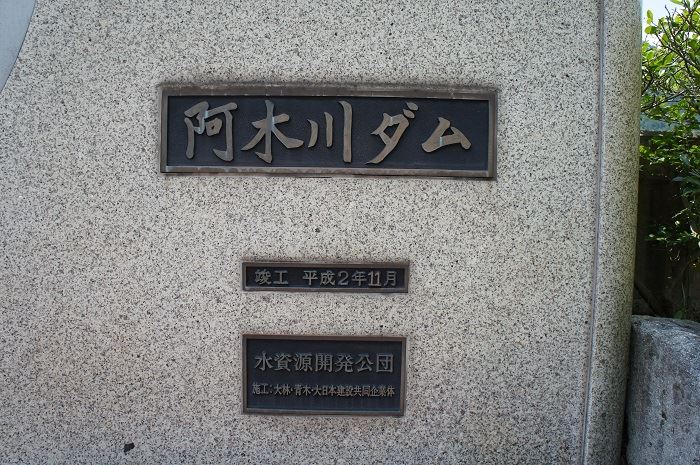 阿木川ダム
竣工 平成2年11月
水資源開発公団
施工:大林・青木・大日本建設共同企業体